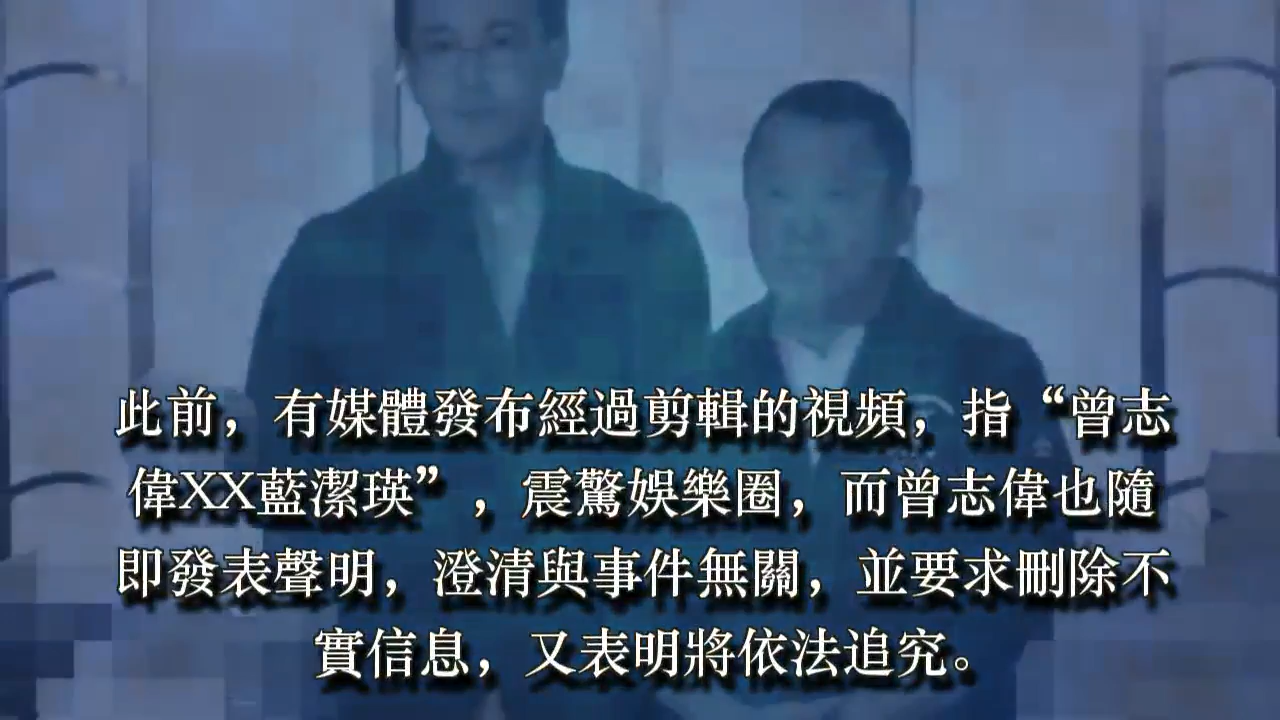 此前，有媒體發布經過剪輯的視頻，指“曾志
偉XX藍潔瑛”，震驚娛樂圈，而曾志偉也隨
即發表聲明，澄清與事件無關，並要求刪除不
實信息，又表明將依法追究。